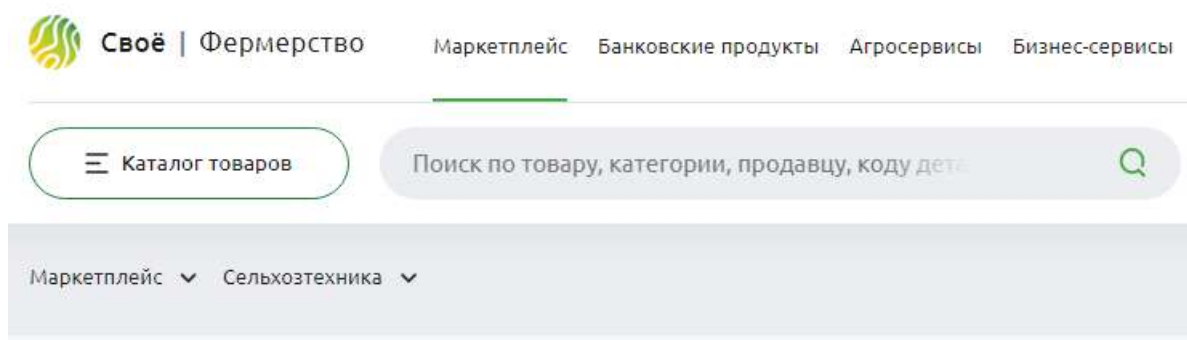 Своё | Фермерство Маркетплейс Банковские продукты Агросервисы Бизнес-сервисы
Каталог товаров Поиск по товару, категории, продавцу, коду
Маркетплейс Сельхозтехника